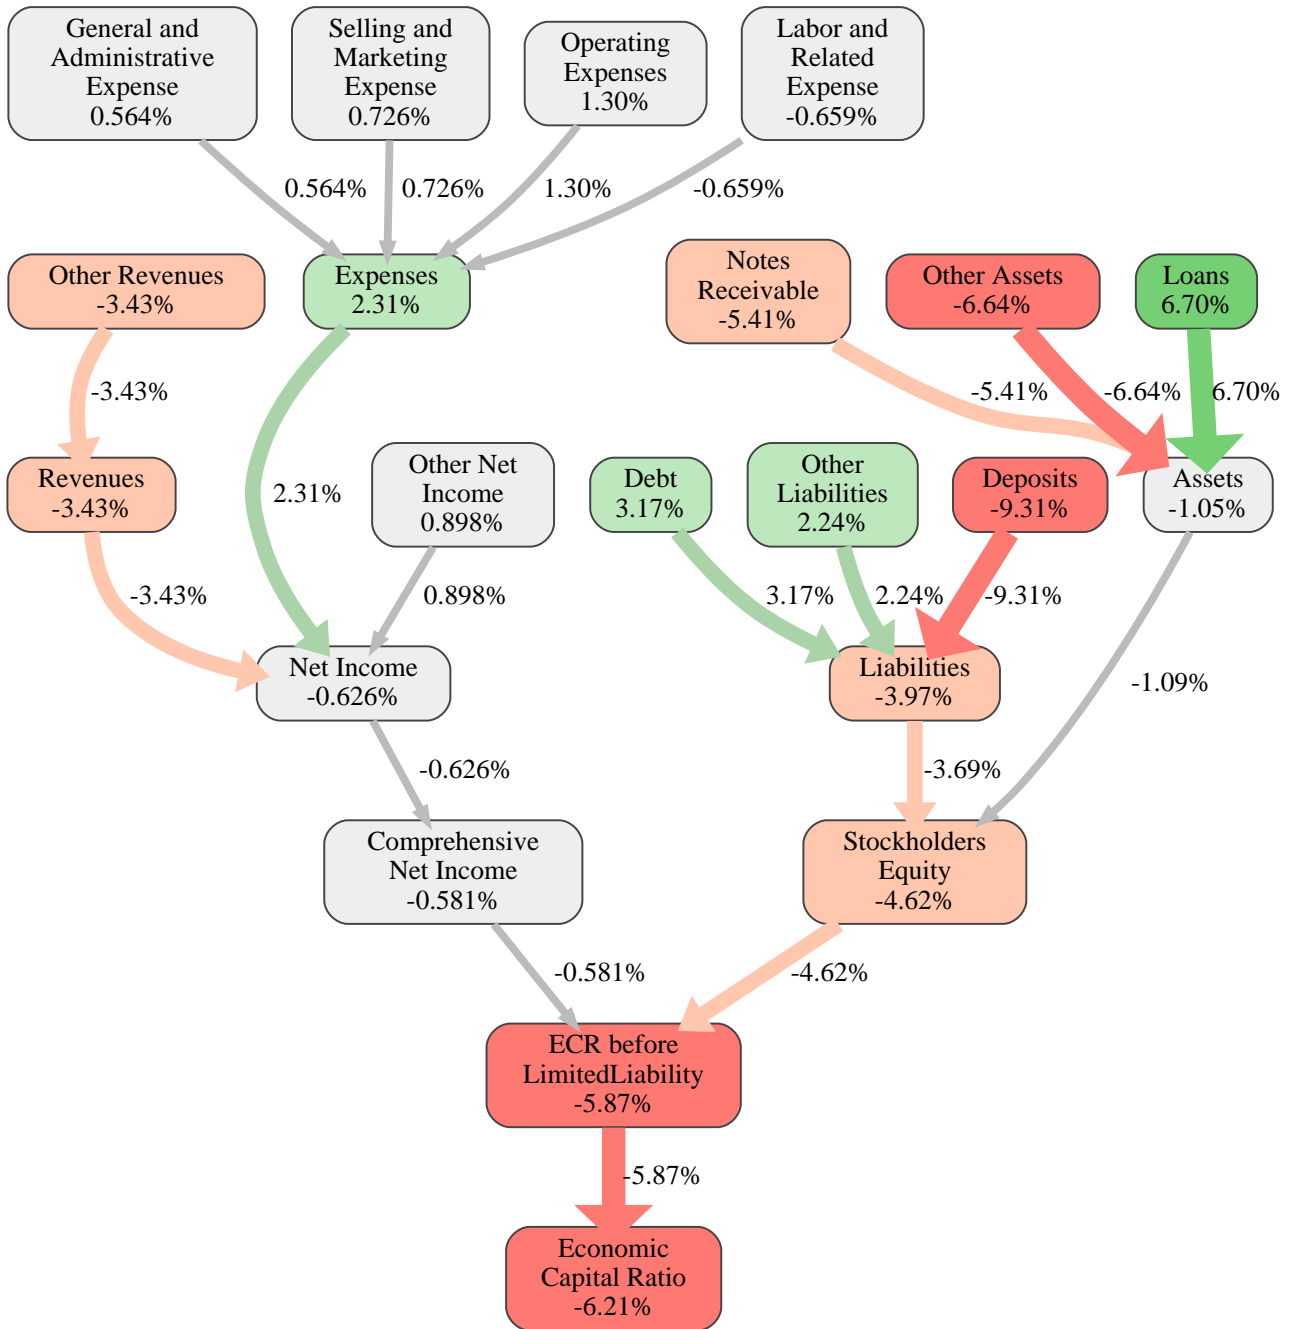 General and
Administrative
Expense
0.564%
Selling and
Marketing
Expense
0.726%
Operating
Expenses
1.30%
Labor and
Related
Expense
-0.659%
0.564%
0.726%
1.30%
-0.659%
Other Revenues
-3.43%
Expenses
2.31%
Notes
Receivable
-5.41%
Other Assets
-6.64%
Loans
6.70%
-3.43%
-5.41%
-6.64%
6.70%
Revenues
-3.43%
2.31%
Other Net
Income
0.898%
Debt
3.17%
Other
Liabilities
2.24%
Deposits
-9.31%
Assets
-1.05%
-3.43%
0.898%
3.17%
2.24%
-9.31%
Net Income
-0.626%
Liabilities
-3.97%
-1.09%
-0.626%
-3.69%
Comprehensive
Net Income
-0.581%
Stockholders
Equity
-4.62%
-0.581%
-4.62%
ECR before
LimitedLiability
-5.87%
-5.87%
Economic
Capital Ratio
-6.21%